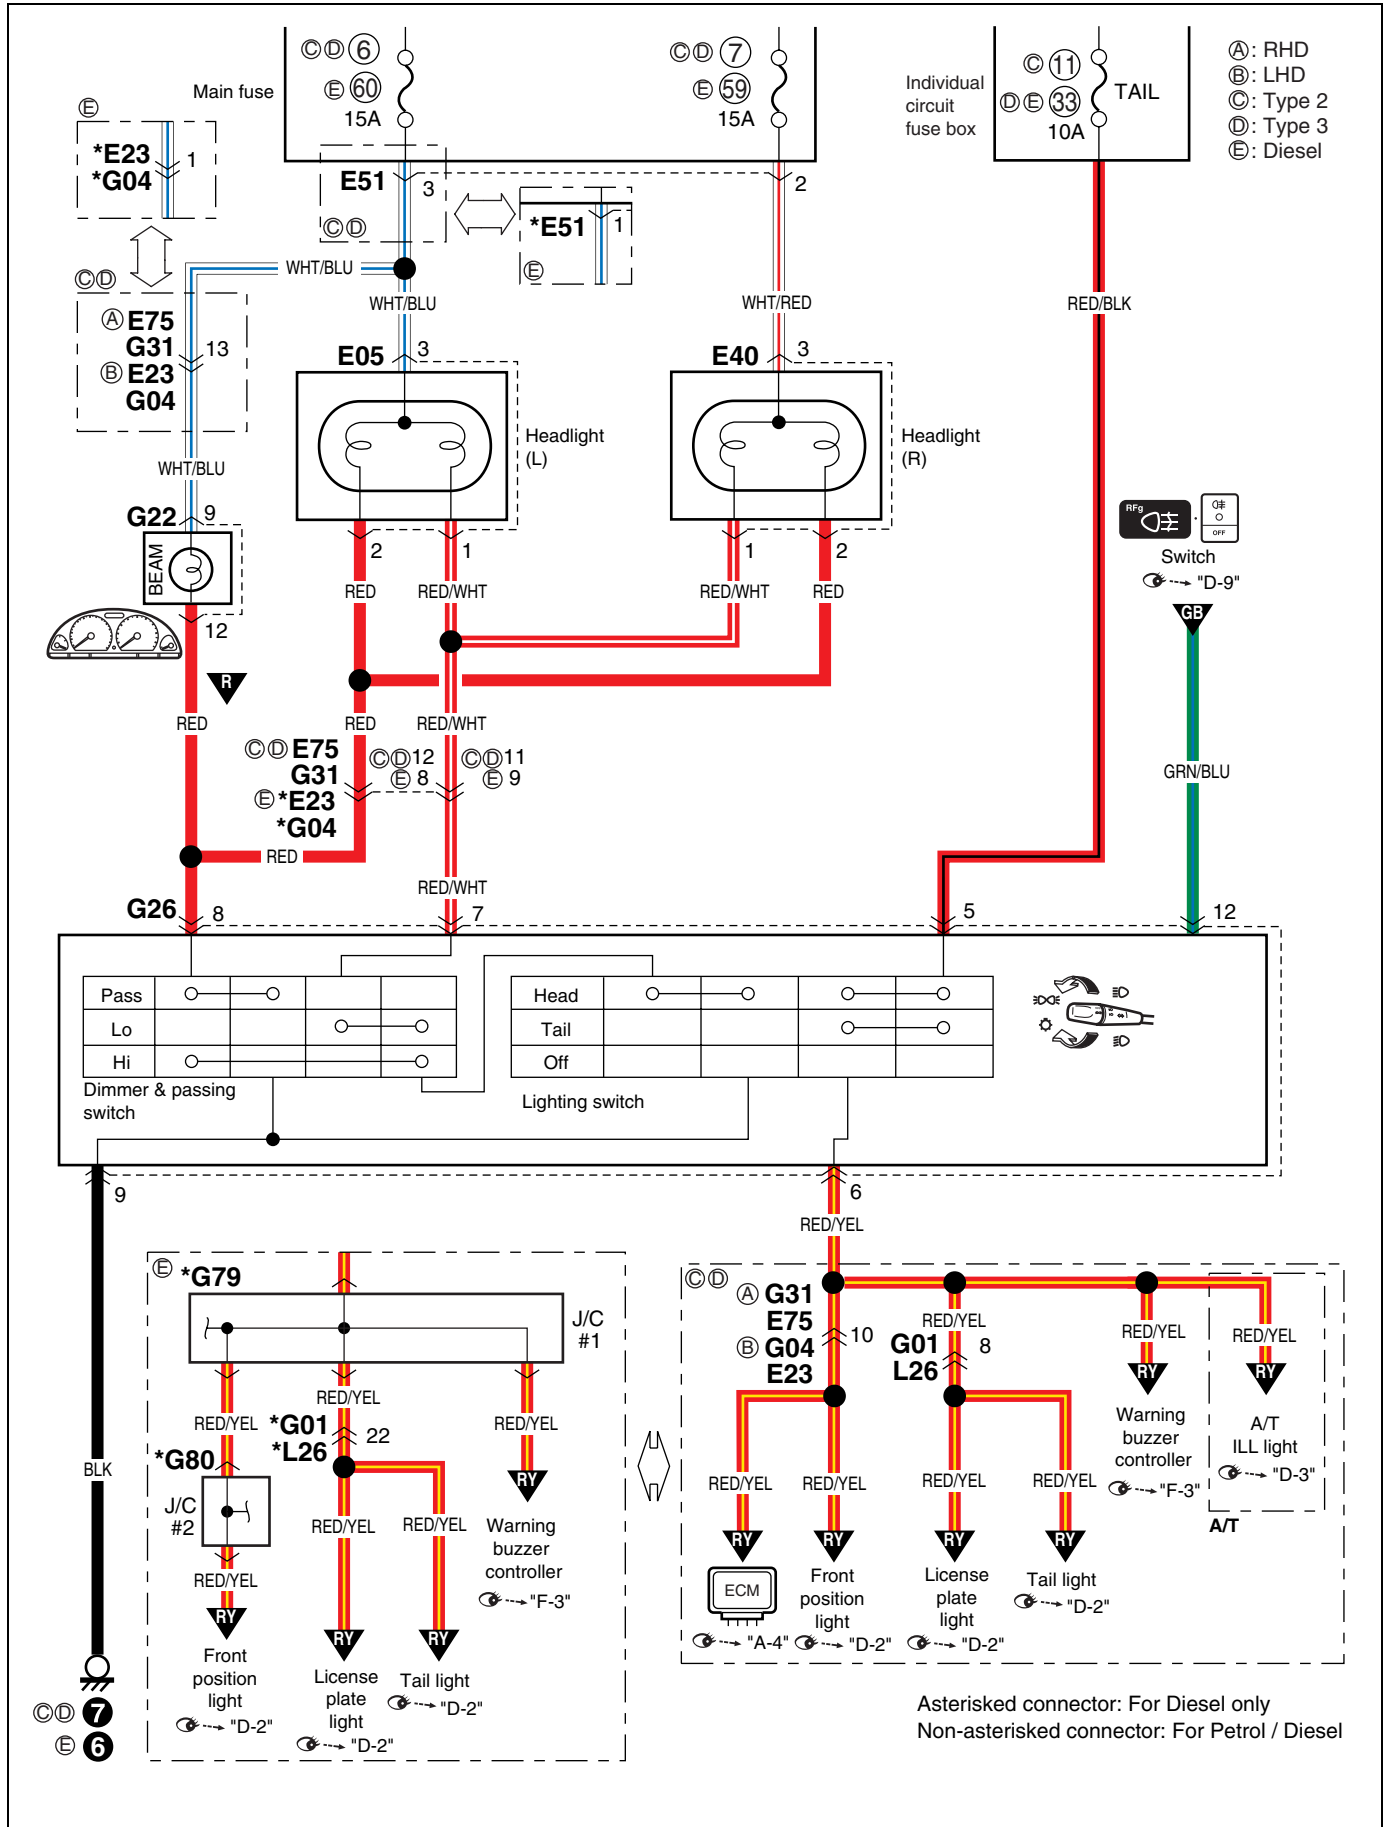 Main fuse
Ⓒ Ⓓ ⑥
Ⓔ 60
15A
Ⓒ Ⓓ ⑦
Ⓔ 59
15A
Individual
circuit
fuse box
Ⓒ ⑪
Ⓓ Ⓔ 33
10A
TAIL
Ⓐ: RHD
Ⓑ: LHD
Ⓒ: Type 2
Ⓓ: Type 3
Ⓔ: Diesel
Ⓔ
*E23
*G04
1
E51
3
Ⓒ Ⓓ
*E51
1
Ⓔ
2
WHT/BLU
WHT/BLU
WHT/RED
RED/BLK
Ⓒ Ⓓ
Ⓐ E75
G31
13
Ⓑ E23
G04
E05
3
E40
3
Headlight
(L)
Headlight
(R)
WHT/BLU
G22
9
BEAM
12
2
1
1
2
RED
RED/WHT
RED/WHT
RED
RFg
OFF
Switch
"D-9"
GB
R
RED
RED
RED/WHT
GRN/BLU
Ⓒ Ⓓ E75
G31
Ⓔ *E23
*G04
Ⓒ Ⓓ 12
Ⓔ 8
Ⓒ Ⓓ 11
Ⓔ 9
RED
RED/WHT
G26
8
7
5
12
Pass
Lo
Hi
Dimmer & passing
switch
Head
Tail
Off
Lighting switch
9
6
RED/YEL
BLK
Ⓔ
*G79
J/C
#1
RED/YEL
RED/YEL
RED/YEL
*G01
*L26
22
*G80
J/C
#2
RED/YEL
RED/YEL
RED/YEL
RY
Warning
buzzer
controller
"F-3"
RY
Front
position
light
"D-2"
RY
License
plate
light
"D-2"
RY
Tail light
"D-2"
Ⓒ Ⓓ
Ⓐ G31
E75
Ⓑ G04
E23
10
RED/YEL
G01
L26
8
RED/YEL
RED/YEL
RY
Warning
buzzer
controller
"F-3"
RY
A/T
ILL light
"D-3"
A/T
RED/YEL
RED/YEL
RED/YEL
RED/YEL
RY
ECM
"A-4"
RY
Front
position
light
"D-2"
RY
License
plate
light
"D-2"
RY
Tail light
"D-2"
Ⓒ Ⓓ 7
Ⓔ 6
Asterisked connector: For Diesel only
Non-asterisked connector: For Petrol / Diesel